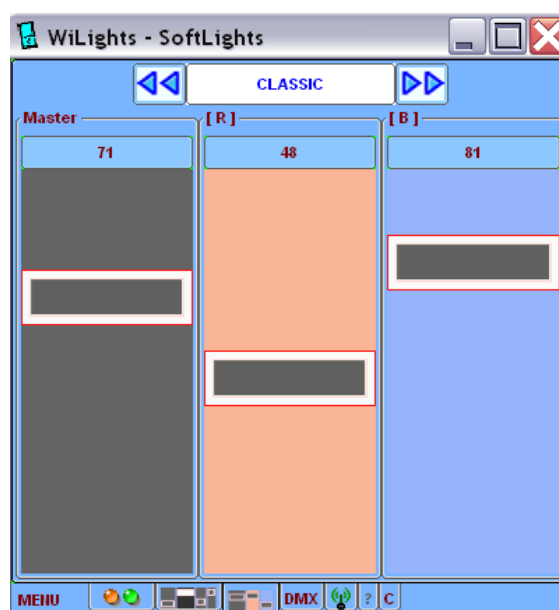 WiLights - SoftLights
CLASSIC
Master [ R ] [ B ]
71 48 81
MENU DMX ? C